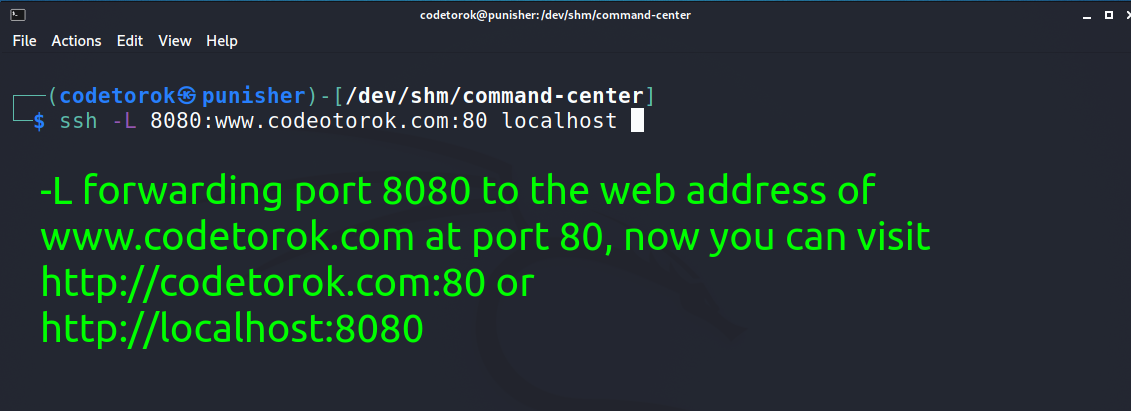 codetorok@punisher:/dev/shm/command-center
File Actions Edit View Help
(codetorok㉿punisher)-[/dev/shm/command-center]
$ ssh -L 8080:www.codeotorok.com:80 localhost
-L forwarding port 8080 to the web address of
www.codetorok.com at port 80, now you can visit
http://codetorok.com:80 or
http://localhost:8080